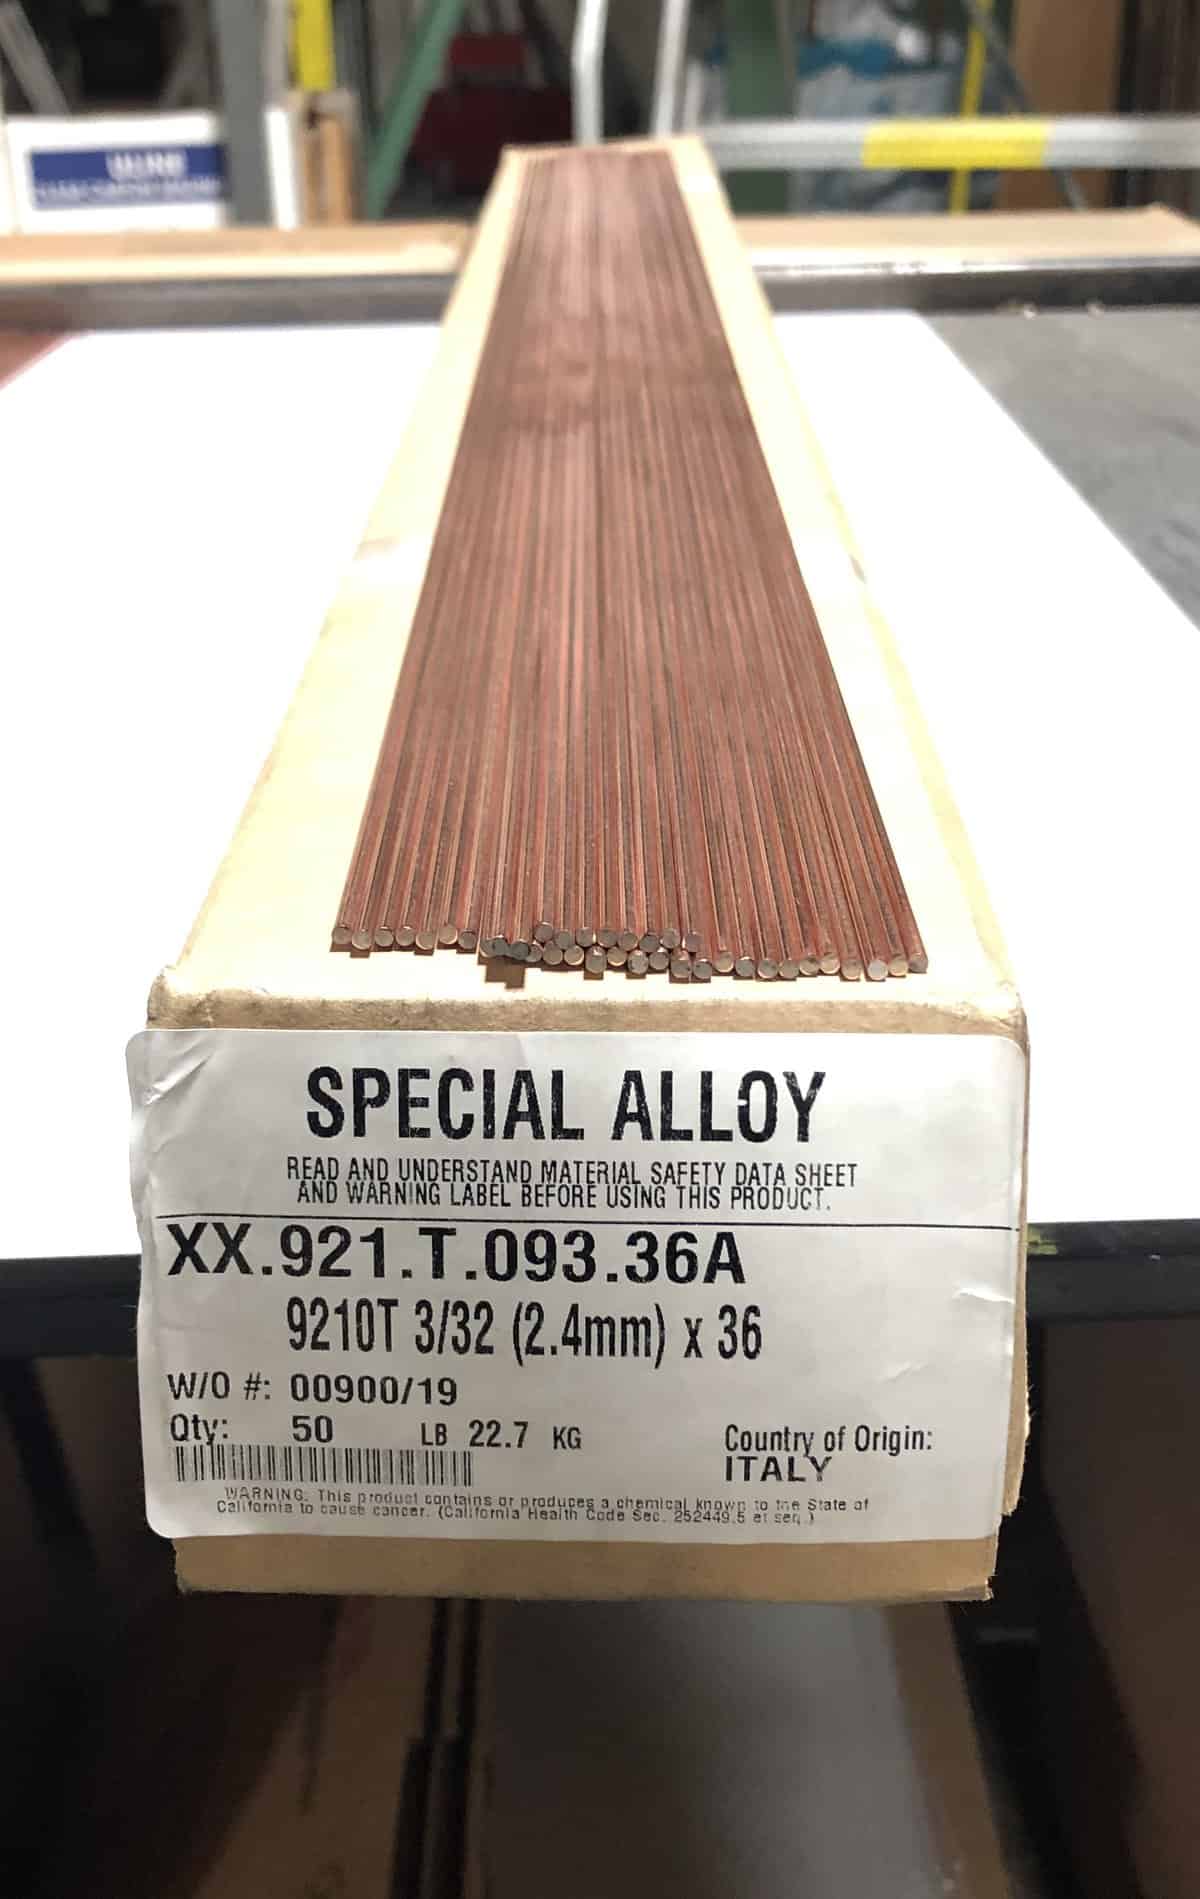 ULINE
SPECIAL ALLOY
READ AND UNDERSTAND MATERIAL SAFETY DATA SHEET
AND WARNING LABEL BEFORE USING THIS PRODUCT.
XX.921.T.093.36A
9210T 3/32 (2.4mm) x 36
W/O #: 00900/19
Qty: 50 LB 22.7 KG
Country of Origin:
ITALY
WARNING: This product contains or produces a chemical known to the State of
California to cause cancer. (California Health Code Sec. 252449.5 et seq.)